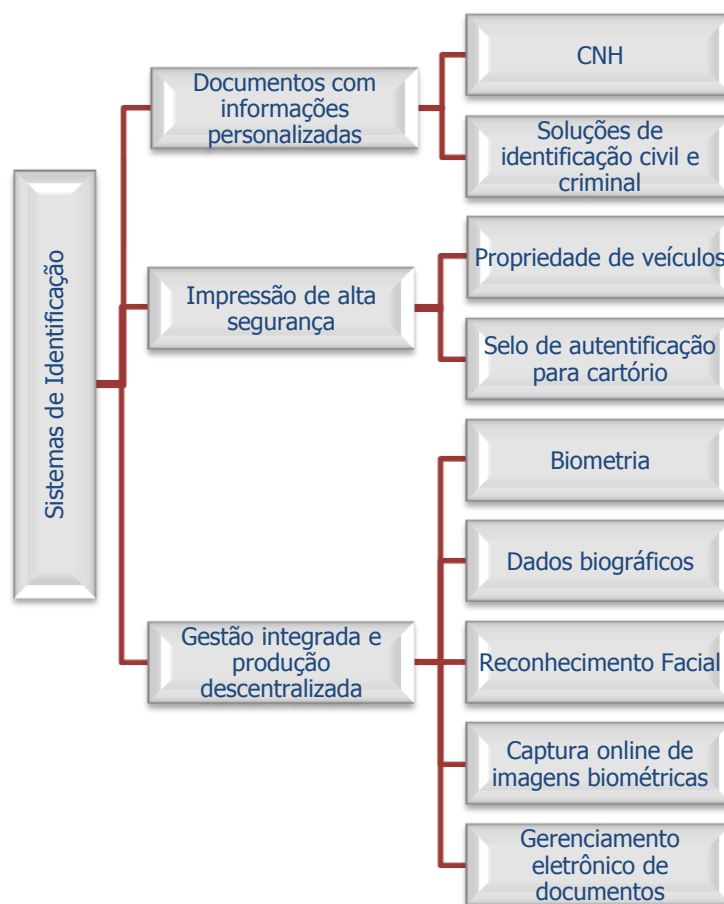 Sistemas de Identificação
Documentos com
informações
personalizadas
CNH
Soluções de
identificação civil e
criminal
Impressão de alta
segurança
Propriedade de veículos
Selo de autentificação
para cartório
Gestão integrada e
produção
descentralizada
Biometria
Dados biográficos
Reconhecimento Facial
Captura online de
imagens biométricas
Gerenciamento
eletrônico de
documentos